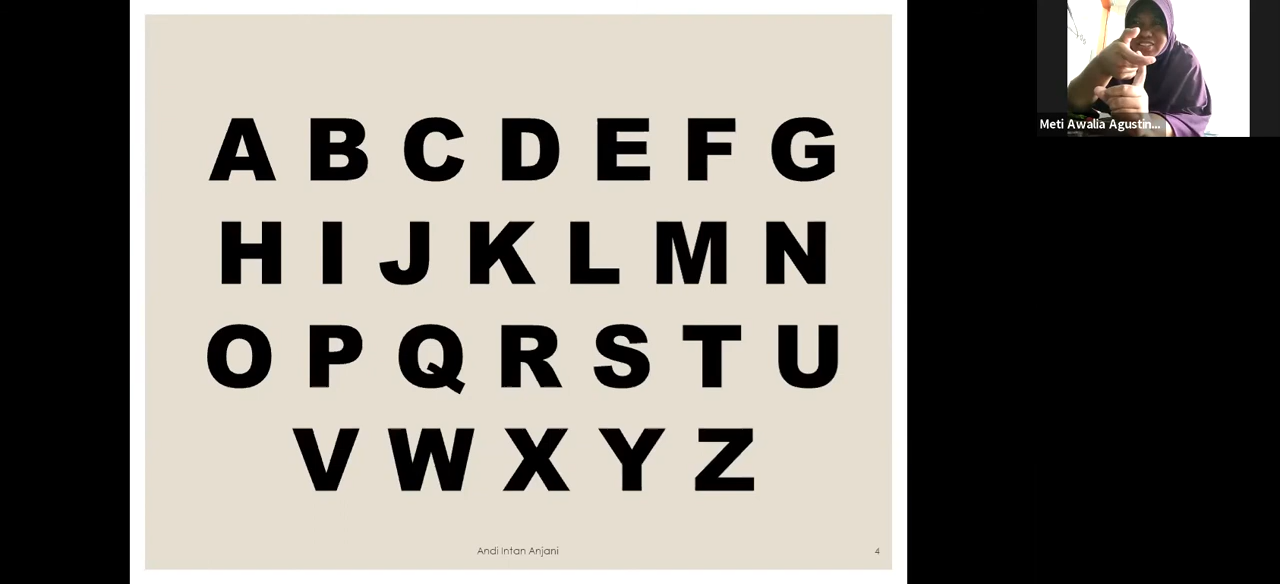 A B C D E F G
H I J K L M N
O P Q R S T U
V W X Y Z
Andi Intan Anjani
4
Meti Awalia Agustin...